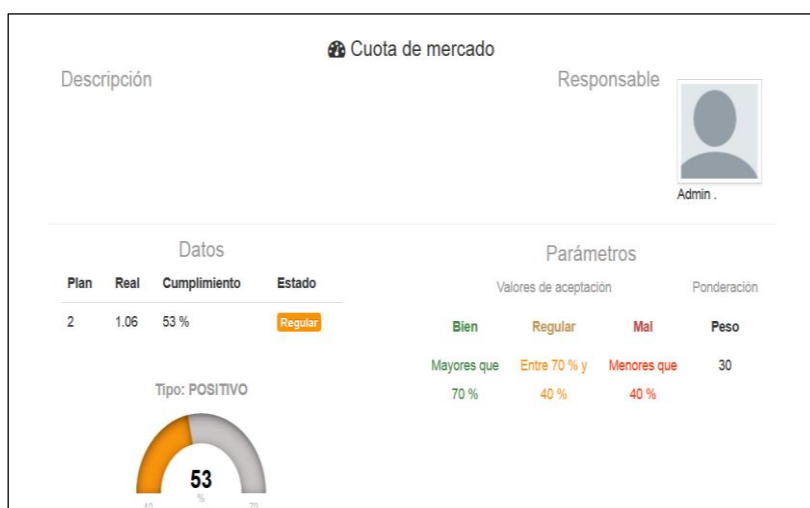 Cuota de mercado
Descripción
Responsable
Admin .
Datos
Plan Real Cumplimiento Estado
2 1.06 53 % Regular
Tipo: POSITIVO
53
%
40 70
Parámetros
Valores de aceptación Ponderación
Bien Regular Mal Peso
Mayores que Entre 70 % y Menores que 30
70 % 40 % 40 %